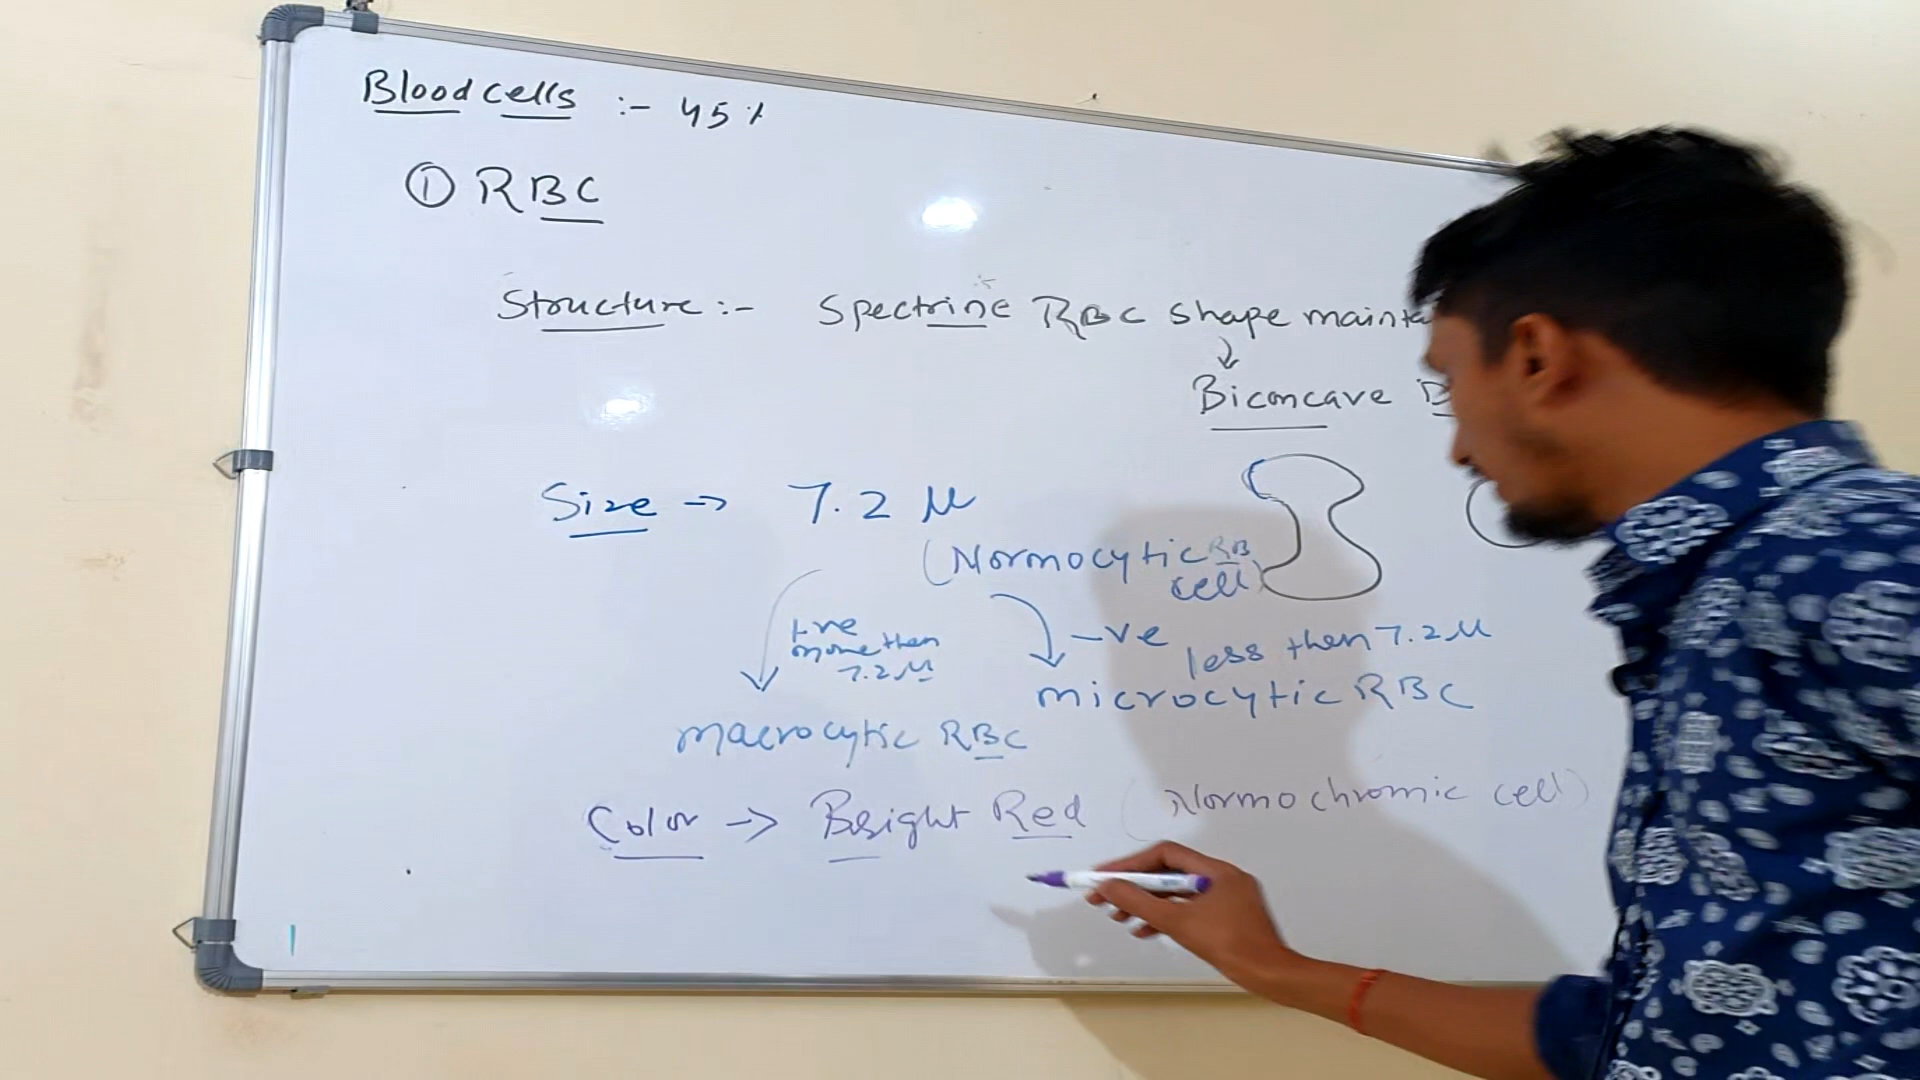 Blood cells :- 45%
① RBC
Structure :- Spectrine RBC shape mainta
Biconcave
Size → 7.2 μ
(Normocytic RB
cell)
+ve
more then
7.2 μ
-ve less then 7.2 μ
microcytic RBC
macrocytic RBC
Color → Bright Red (Normochromic cell)